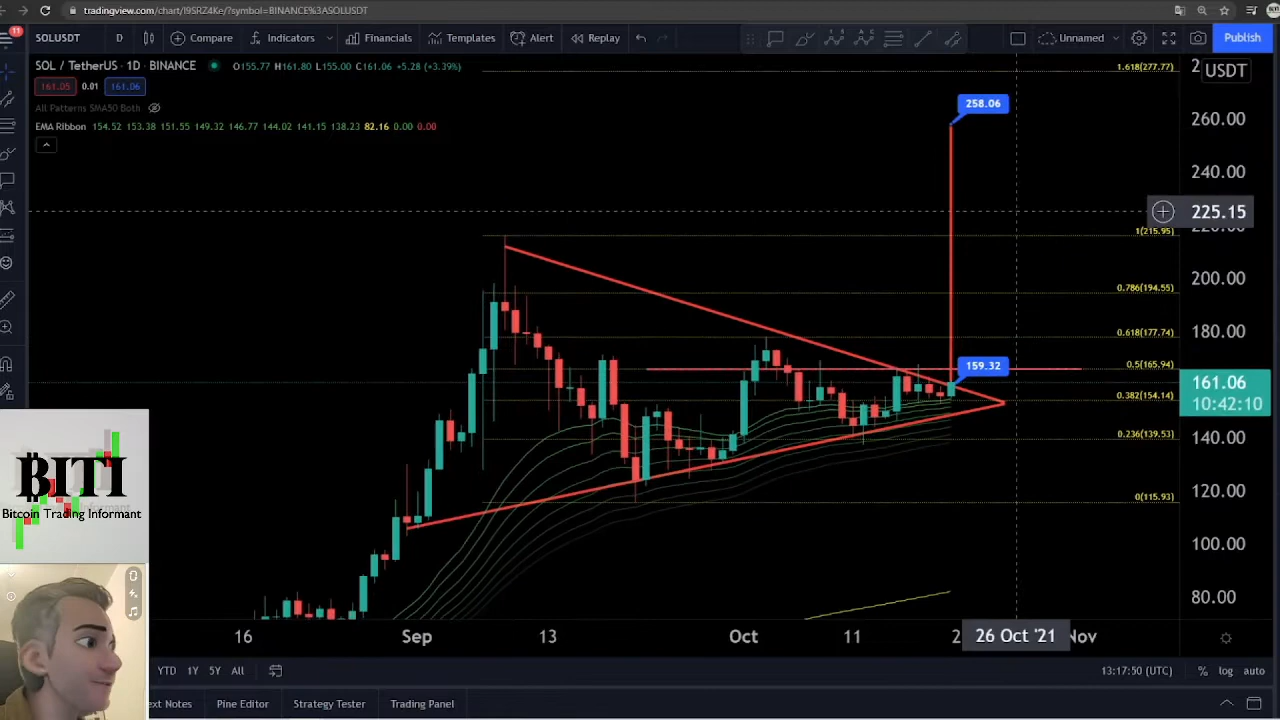 tradingview.com/chart/I9SRZ4Ke/?symbol=BINANCE%3ASOLUSDT
11
SOLUSDT D Compare Indicators Financials Templates Alert Replay Unnamed Publish
SOL / TetherUS · 1D · BINANCE O155.77 H161.80 L155.00 C161.06 +5.28 (+3.39%)
161.05 0.01 161.06
All Patterns SMA50 Both
EMA Ribbon 154.52 153.38 151.55 149.32 146.77 144.02 141.15 138.23 82.16 0.00 0.00
1.618(277.77)
USDT
258.06
260.00
240.00
225.15
1(215.95)
200.00
0.786(194.55)
180.00
0.618(177.74)
159.32
0.5(165.94)
161.06
10:42:10
0.382(154.14)
140.00
0.236(139.53)
120.00
0(115.93)
100.00
80.00
BITI
Bitcoin Trading Informant
16 Sep 13 Oct 11 26 Oct '21 Nov
YTD 1Y 5Y All 13:17:50 (UTC) % log auto
ext Notes Pine Editor Strategy Tester Trading Panel